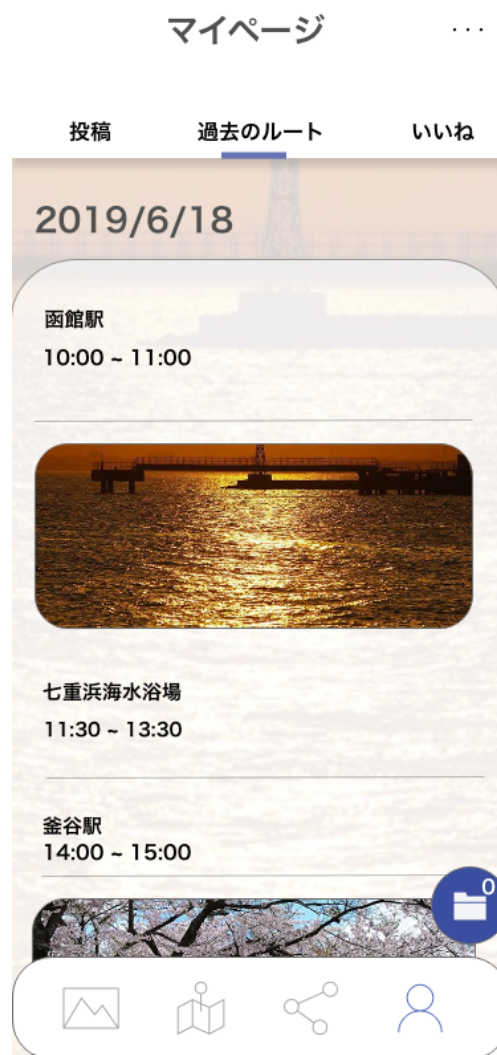 マイページ
...
投稿 過去のルート いいね
2019/6/18
函館駅
10:00 ~ 11:00
七重浜海水浴場
11:30 ~ 13:30
釜谷駅
14:00 ~ 15:00
0